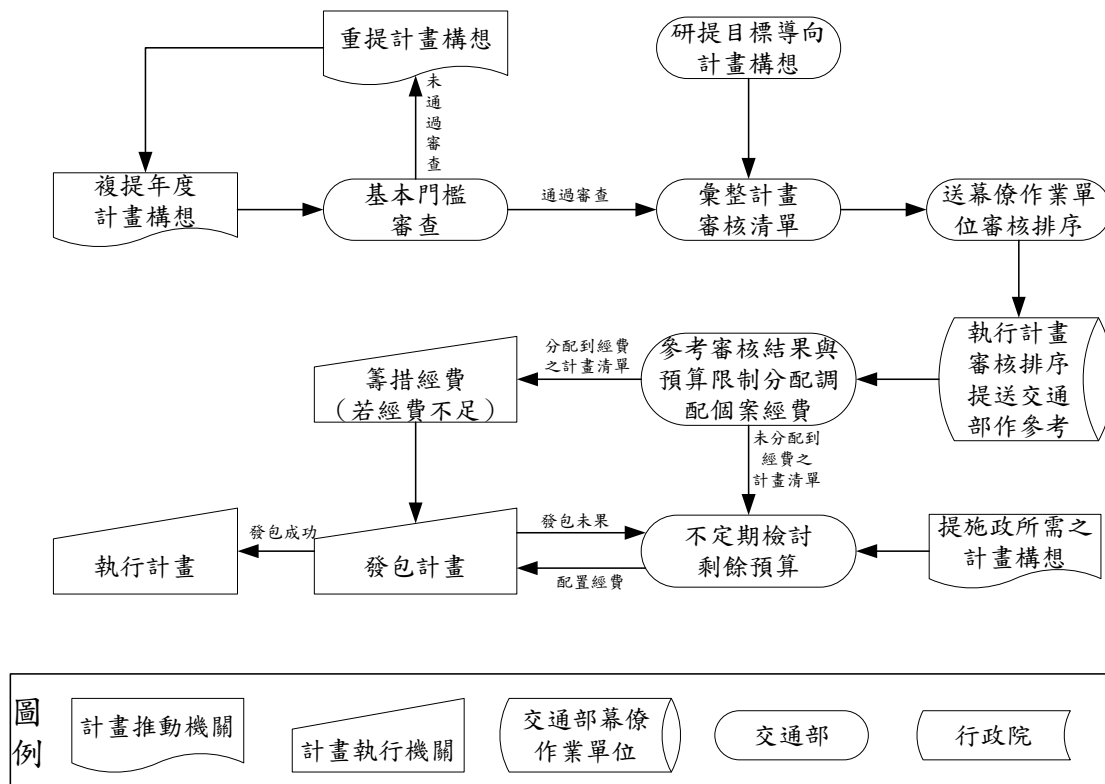 重提計畫構想
研提目標導向
計畫構想
未
通
過
審
查
複提年度
計畫構想
基本門檻
審查
通過審查
彙整計畫
審核清單
送幕僚作業單
位審核排序
執行計畫
審核排序
提送交通
部作參考
參考審核結果與
預算限制分配調
配個案經費
分配到經費
之計畫清單
籌措經費
（若經費不足）
未分配到
經費之
計畫清單
執行計畫
發包成功
發包計畫
發包未果
配置經費
不定期檢討
剩餘預算
提施政所需之
計畫構想
圖
例
計畫推動機關
計畫執行機關
交通部幕僚
作業單位
交通部
行政院